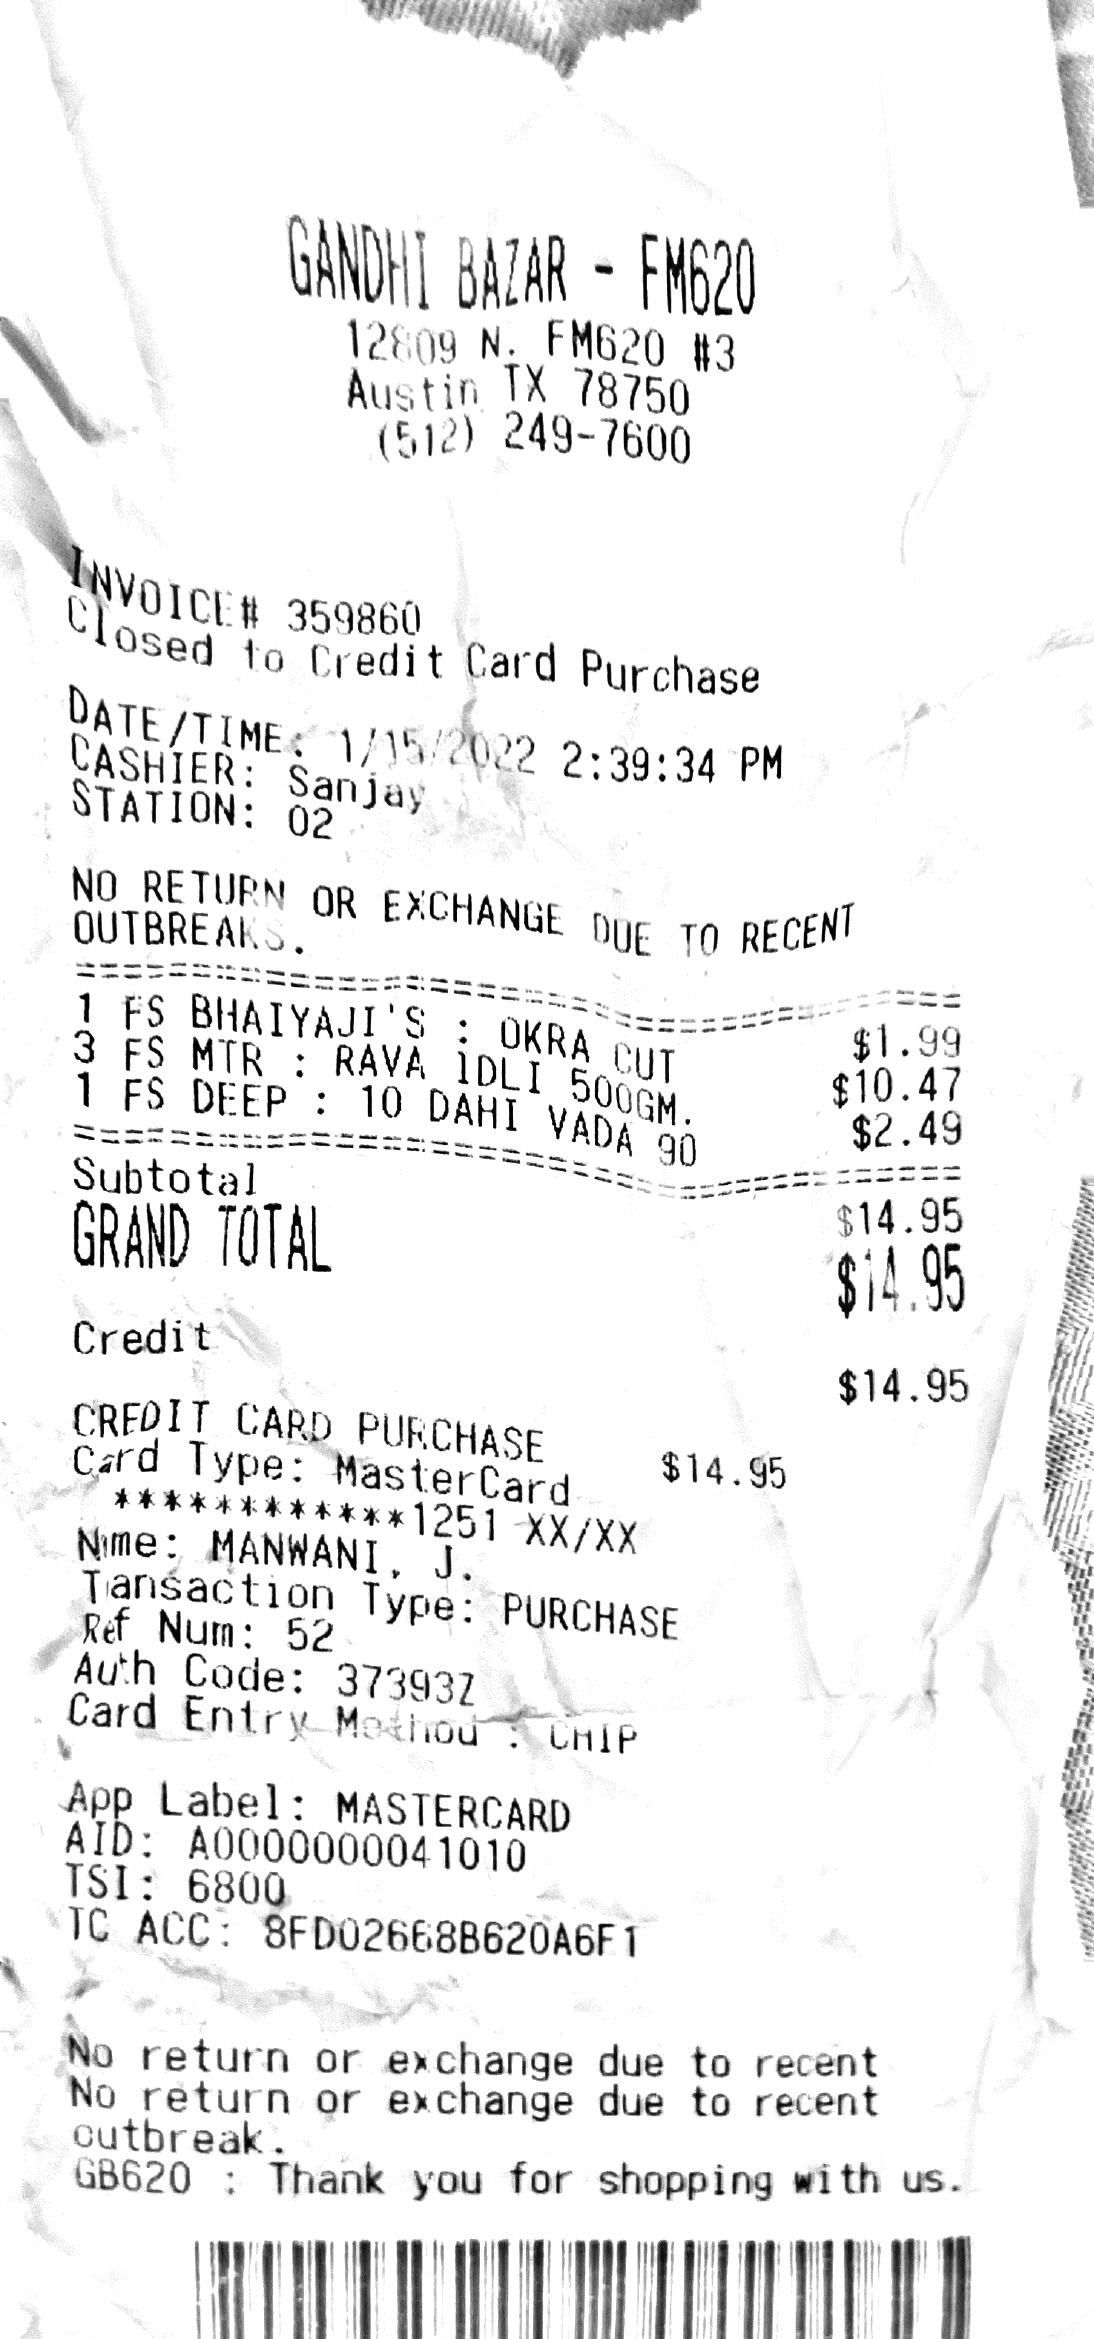 GANDHI BAZAR - FM620
12809 N. FM620 #3
Austin TX 78750
(512) 249-7600
INVOICE# 359860
Closed to Credit Card Purchase
DATE/TIME: 1/15/2022 2:39:34 PM
CASHIER: Sanjay
STATION: 02
NO RETURN OR EXCHANGE DUE TO RECENT
OUTBREAKS.
=========================================
1 FS BHAIYAJI'S : OKRA CUT $1.99
3 FS MTR : RAVA IDLI 500GM. $10.47
1 FS DEEP : 10 DAHI VADA 90 $2.49
=========================================
Subtotal $14.95
GRAND TOTAL $14.95
Credit $14.95
CREDIT CARD PURCHASE $14.95
Card Type: MasterCard
************1251 XX/XX
Name: MANWANI, J.
Transaction Type: PURCHASE
Ref Num: 52
Auth Code: 37393Z
Card Entry Method : CHIP
App Label: MASTERCARD
AID: A0000000041010
TSI: 6800
TC ACC: 8FD02668B620A6F1
No return or exchange due to recent
No return or exchange due to recent
outbreak.
GB620 : Thank you for shopping with us.